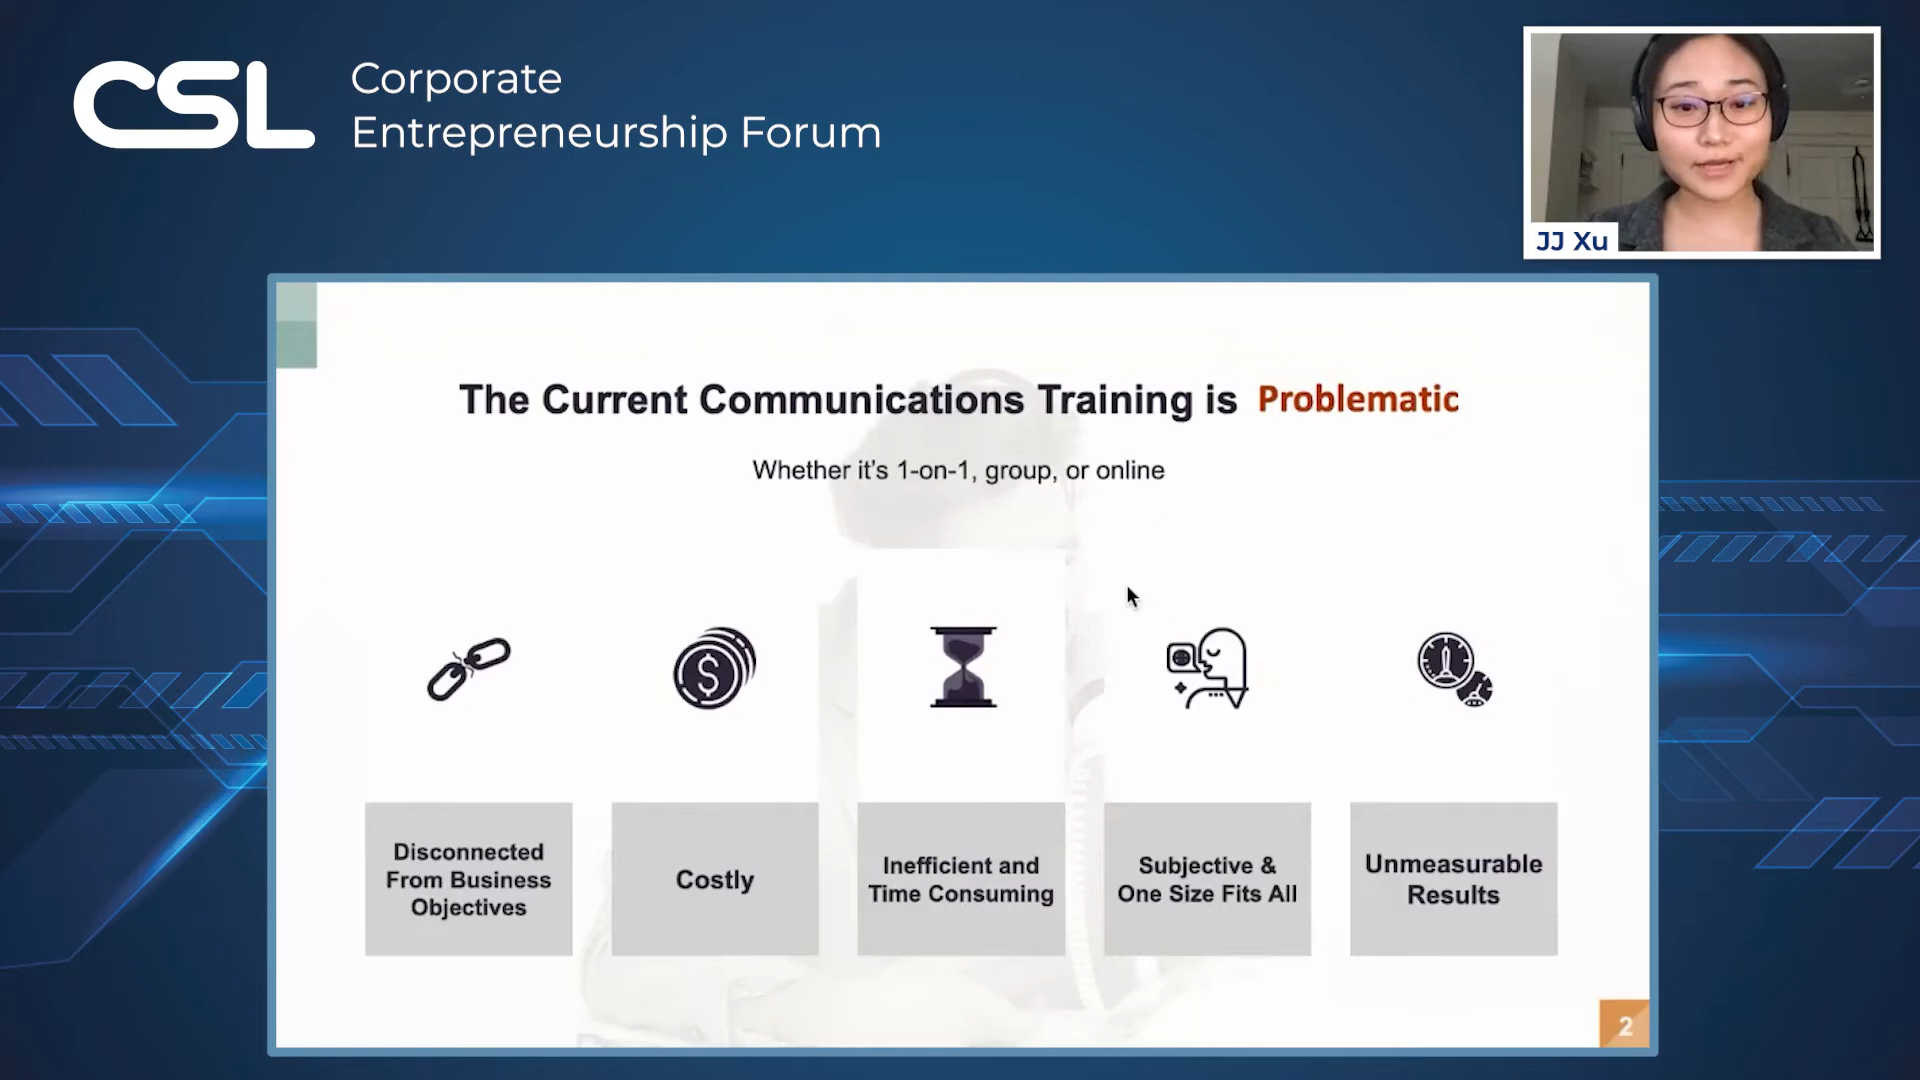 CSL
Corporate
Entrepreneurship Forum
JJ Xu
The Current Communications Training is Problematic
Whether it’s 1-on-1, group, or online
$
Disconnected
From Business
Objectives
Costly
Inefficient and
Time Consuming
Subjective &
One Size Fits All
Unmeasurable
Results
2